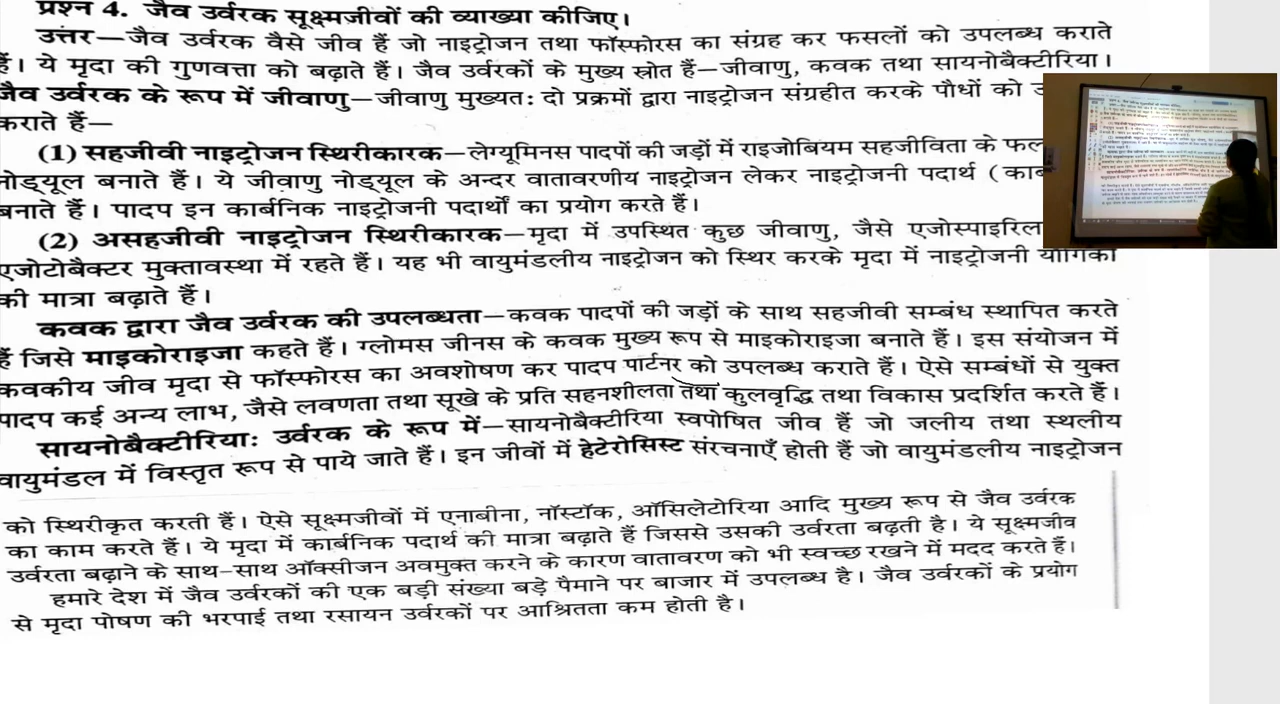 प्रश्न 4. जैव उर्वरक सूक्ष्मजीवों की व्याख्या कीजिए।
उत्तर—जैव उर्वरक वैसे जीव हैं जो नाइट्रोजन तथा फॉस्फोरस का संग्रह कर फसलों को उपलब्ध कराते
हैं। ये मृदा की गुणवत्ता को बढ़ाते हैं। जैव उर्वरकों के मुख्य स्रोत हैं—जीवाणु, कवक तथा सायनोबैक्टीरिया।
जैव उर्वरक के रूप में जीवाणु—जीवाणु मुख्यतः दो प्रक्रमों द्वारा नाइट्रोजन संग्रहीत करके पौधों को
कराते हैं—
(1) सहजीवी नाइट्रोजन स्थिरीकारक—लेग्यूमिनस पादपों की जड़ों में राइजोबियम सहजीविता के
नोड्यूल बनाते हैं। ये जीवाणु नोड्यूल के अन्दर वातावरणीय नाइट्रोजन लेकर नाइट्रोजनी पदार्थ
बनाते हैं। पादप इन कार्बनिक नाइट्रोजनी पदार्थों का प्रयोग करते हैं।
(2) असहजीवी नाइट्रोजन स्थिरीकारक—मृदा में उपस्थित कुछ जीवाणु, जैसे
एजोटोबैक्टर मुक्तावस्था में रहते हैं। यह भी वायुमंडलीय नाइट्रोजन को स्थिर करके मृदा में नाइट्रोजनी यौगिकों
की मात्रा बढ़ाते हैं।
कवक द्वारा जैव उर्वरक की उपलब्धता—कवक पादपों की जड़ों के साथ सहजीवी सम्बंध स्थापित करते
हैं जिसे माइकोराइजा कहते हैं। ग्लोमस जीनस के कवक मुख्य रूप से माइकोराइजा बनाते हैं। इस संयोजन में
कवकीय जीव मृदा से फॉस्फोरस का अवशोषण कर पादप पार्टनर को उपलब्ध कराते हैं। ऐसे सम्बंधों से युक्त
पादप कई अन्य लाभ, जैसे लवणता तथा सूखे के प्रति सहनशीलता तथा कुलवृद्धि तथा विकास प्रदर्शित करते हैं।
सायनोबैक्टीरियाः उर्वरक के रूप में—सायनोबैक्टीरिया स्वपोषित जीव हैं जो जलीय तथा स्थलीय
वायुमंडल में विस्तृत रूप से पाये जाते हैं। इन जीवों में हेटेरोसिस्ट संरचनाएँ होती हैं जो वायुमंडलीय नाइट्रोजन
को स्थिरीकृत करती हैं। ऐसे सूक्ष्मजीवों में एनाबीना, नॉस्टॉक, ऑसिलेटोरिया आदि मुख्य रूप से जैव उर्वरक
का काम करते हैं। ये मृदा में कार्बनिक पदार्थ की मात्रा बढ़ाते हैं जिससे उसकी उर्वरता बढ़ती है। ये सूक्ष्मजीव
उर्वरता बढ़ाने के साथ-साथ ऑक्सीजन अवमुक्त करने के कारण वातावरण को भी स्वच्छ रखने में मदद करते हैं।
हमारे देश में जैव उर्वरकों की एक बड़ी संख्या बड़े पैमाने पर बाजार में उपलब्ध है। जैव उर्वरकों के प्रयोग
से मृदा पोषण की भरपाई तथा रसायन उर्वरकों पर आश्रितता कम होती है।